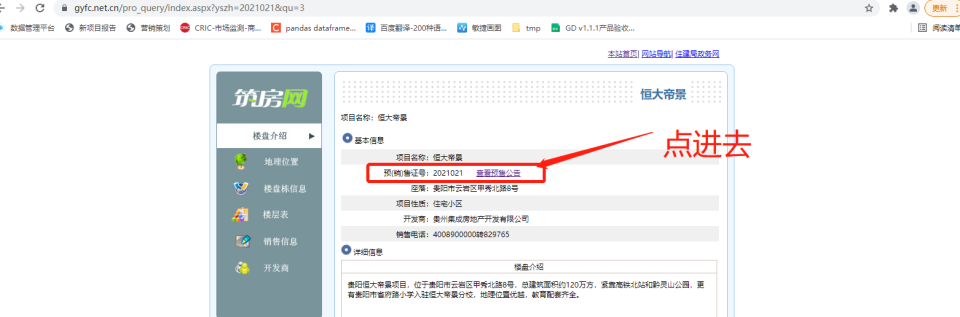 gyfc.net.cn/pro_query/index.aspx?yszh=2021021&qu=3
更新
数据管理平台 新项目报告 营销策划 CRIC-市场监测-商... pandas dataframe... 百度翻译-200种语... 敏捷画图 tmp GD v1.1.1产品验收... 阅读清单
本站首页| 网站导航| 住建局政务网
筑房网
恒大帝景
项目名称：恒大帝景
楼盘介绍
基本信息
点进去
项目名称：恒大帝景
地理位置
预(销)售证号：2021021 查看预售公告
楼盘栋信息
座落：贵阳市云岩区甲秀北路8号
项目性质：住宅小区
楼层表
开发商：贵州集成房地产开发有限公司
销售电话：4008900000转829765
销售信息
详细信息
开发商
楼盘介绍
贵阳恒大帝景项目，位于贵阳市云岩区甲秀北路8号，总建筑面积约120万方，紧靠高铁北站和黔灵山公园，更
有贵阳市省府路小学入驻恒大帝景分校，地理位置优越，教育配套齐全。